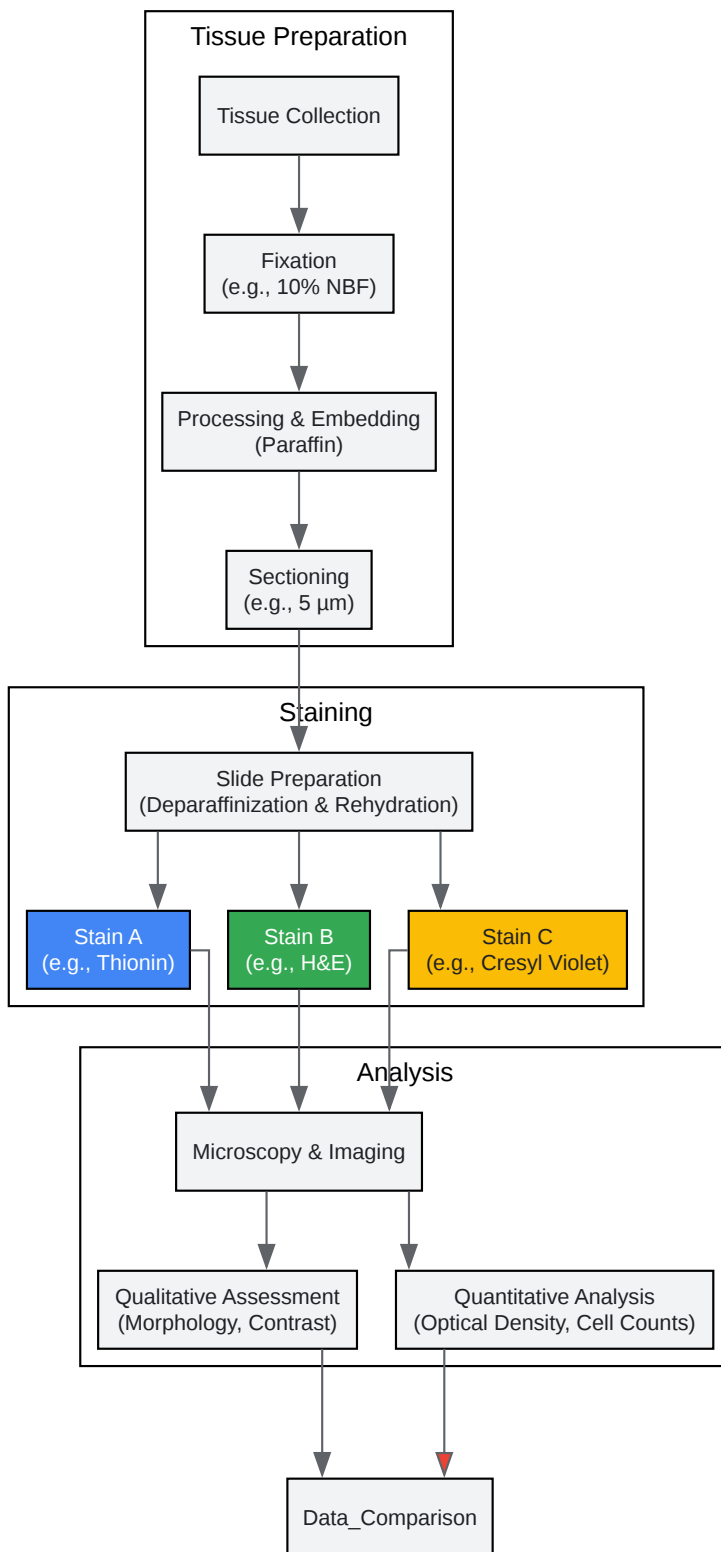 Tissue Preparation
Tissue Collection
Fixation
(e.g., 10% NBF)
Processing & Embedding
(Paraffin)
Sectioning
(e.g., 5 µm)
Staining
Slide Preparation
(Deparaffinization & Rehydration)
Stain A
(e.g., Thionin)
Stain B
(e.g., H&E)
Stain C
(e.g., Cresyl Violet)
Analysis
Microscopy & Imaging
Qualitative Assessment
(Morphology, Contrast)
Quantitative Analysis
(Optical Density, Cell Counts)
Data_Comparison